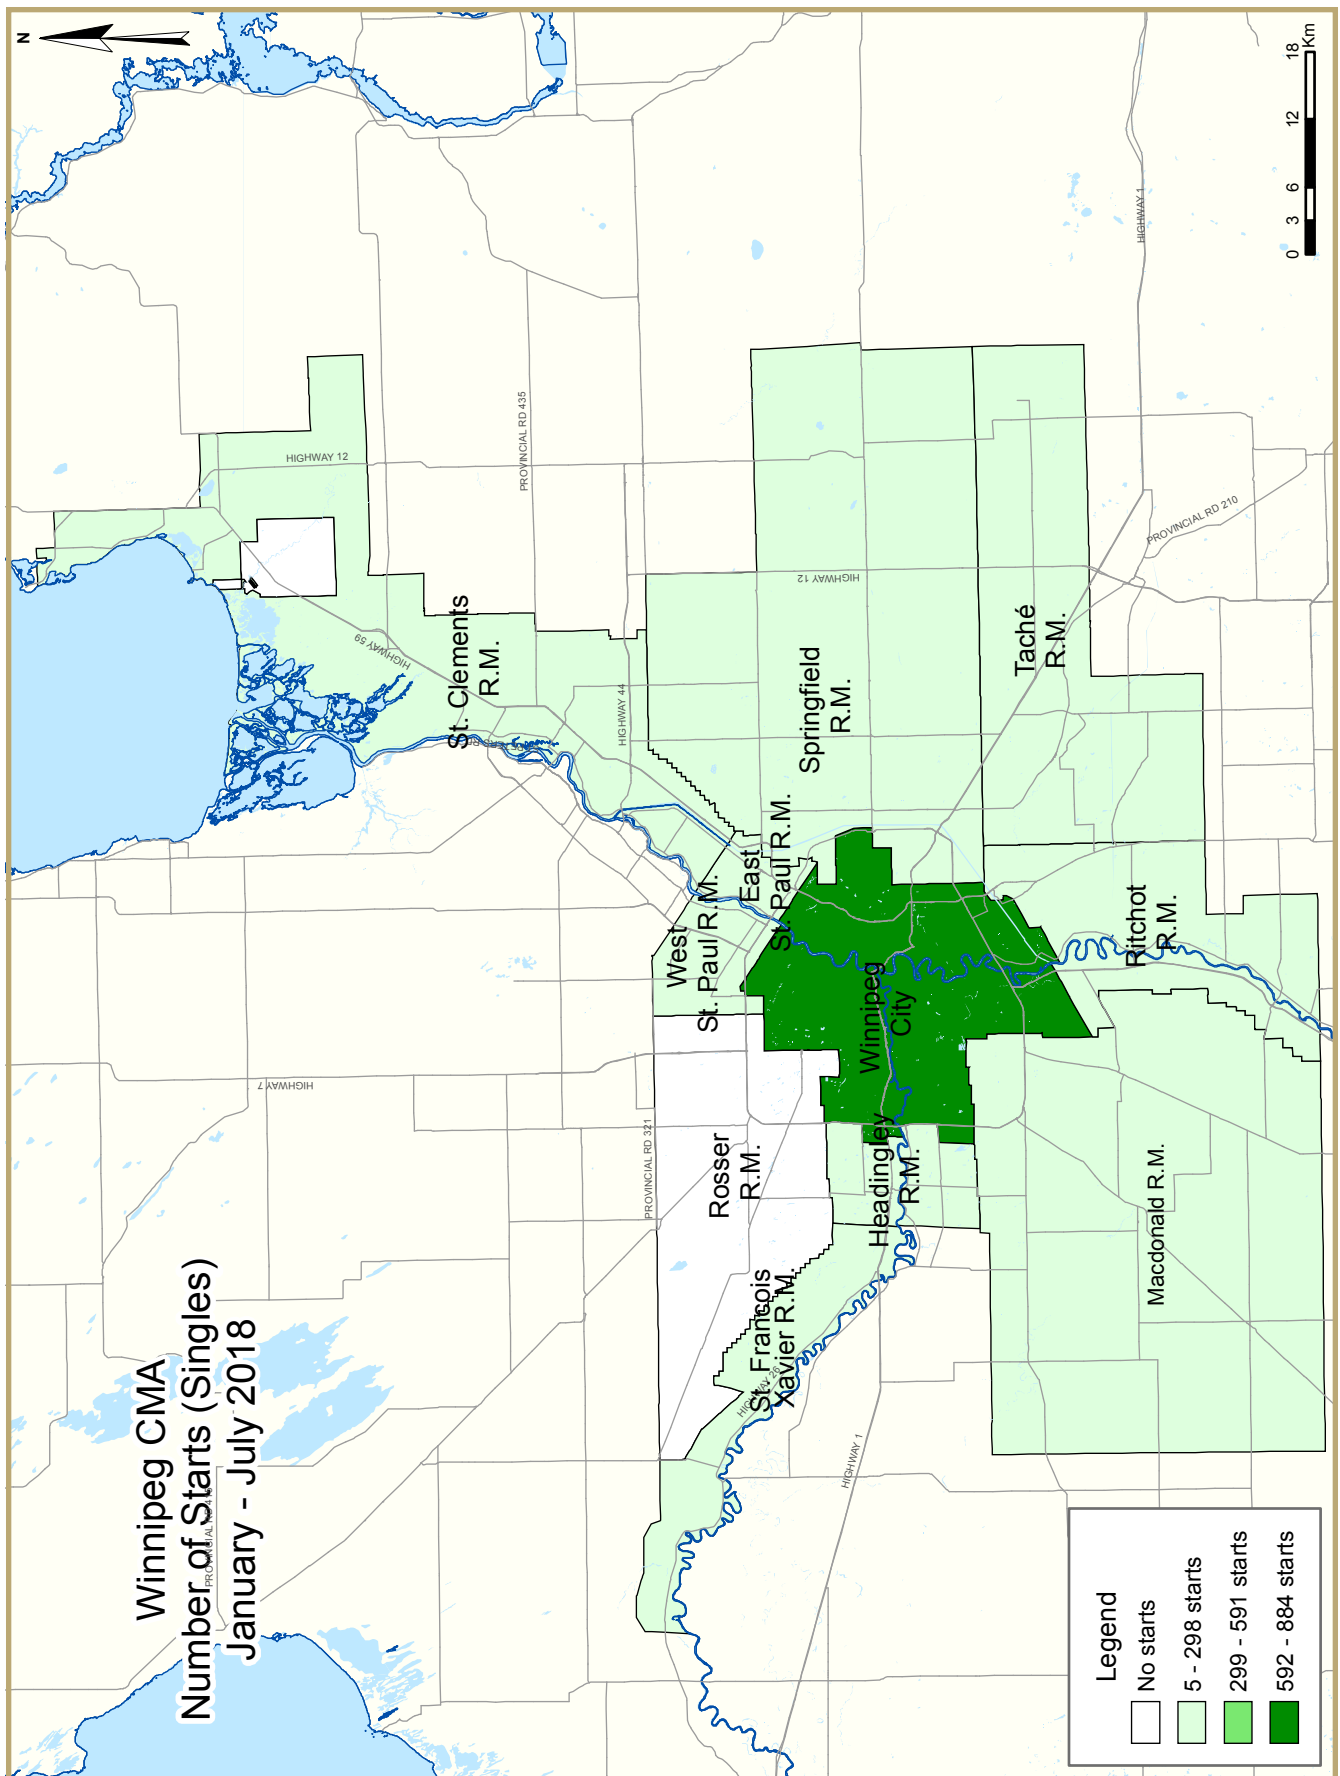 Winnipeg CMA
Number of Starts (Singles)
January - July 2018
N
PROVINCIAL RD 435
HIGHWAY 12
HIGHWAY 59
St. Clements
R.M.
HIGHWAY 44
HIGHWAY 7
PROVINCIAL RD 321
West
St. Paul R.M.
East
St. Paul R.M.
Rosser
R.M.
St. Francois
Xavier R.M.
HIGHWAY 26
Springfield
R.M.
HIGHWAY 12
Winnipeg
City
Headingley
R.M.
HIGHWAY 1
Taché
R.M.
HIGHWAY 1
PROVINCIAL RD 210
Ritchot
R.M.
Macdonald R.M.
Legend
No starts
5 - 298 starts
299 - 591 starts
592 - 884 starts
0 3 6 12 18
Km